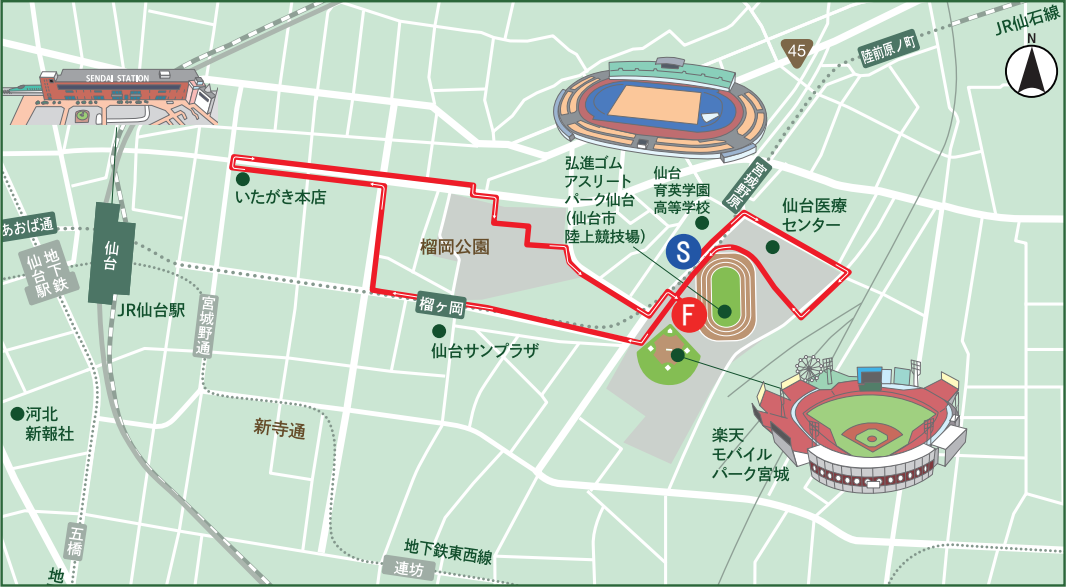 JR仙石線
N
45
陸前原ノ町
SENDAI STATION
弘進ゴム
アスリート
パーク仙台
(仙台市
陸上競技場)
仙台
育英学園
高等学校
宮城野原
仙台医療
センター
いたがき本店
あおば通
地下鉄
仙台駅
仙台
榴岡公園
S
F
JR仙台駅
宮城野通
榴ヶ岡
仙台サンプラザ
河北
新報社
新寺通
楽天
モバイル
パーク宮城
五橋
地下鉄東西線
連坊
地